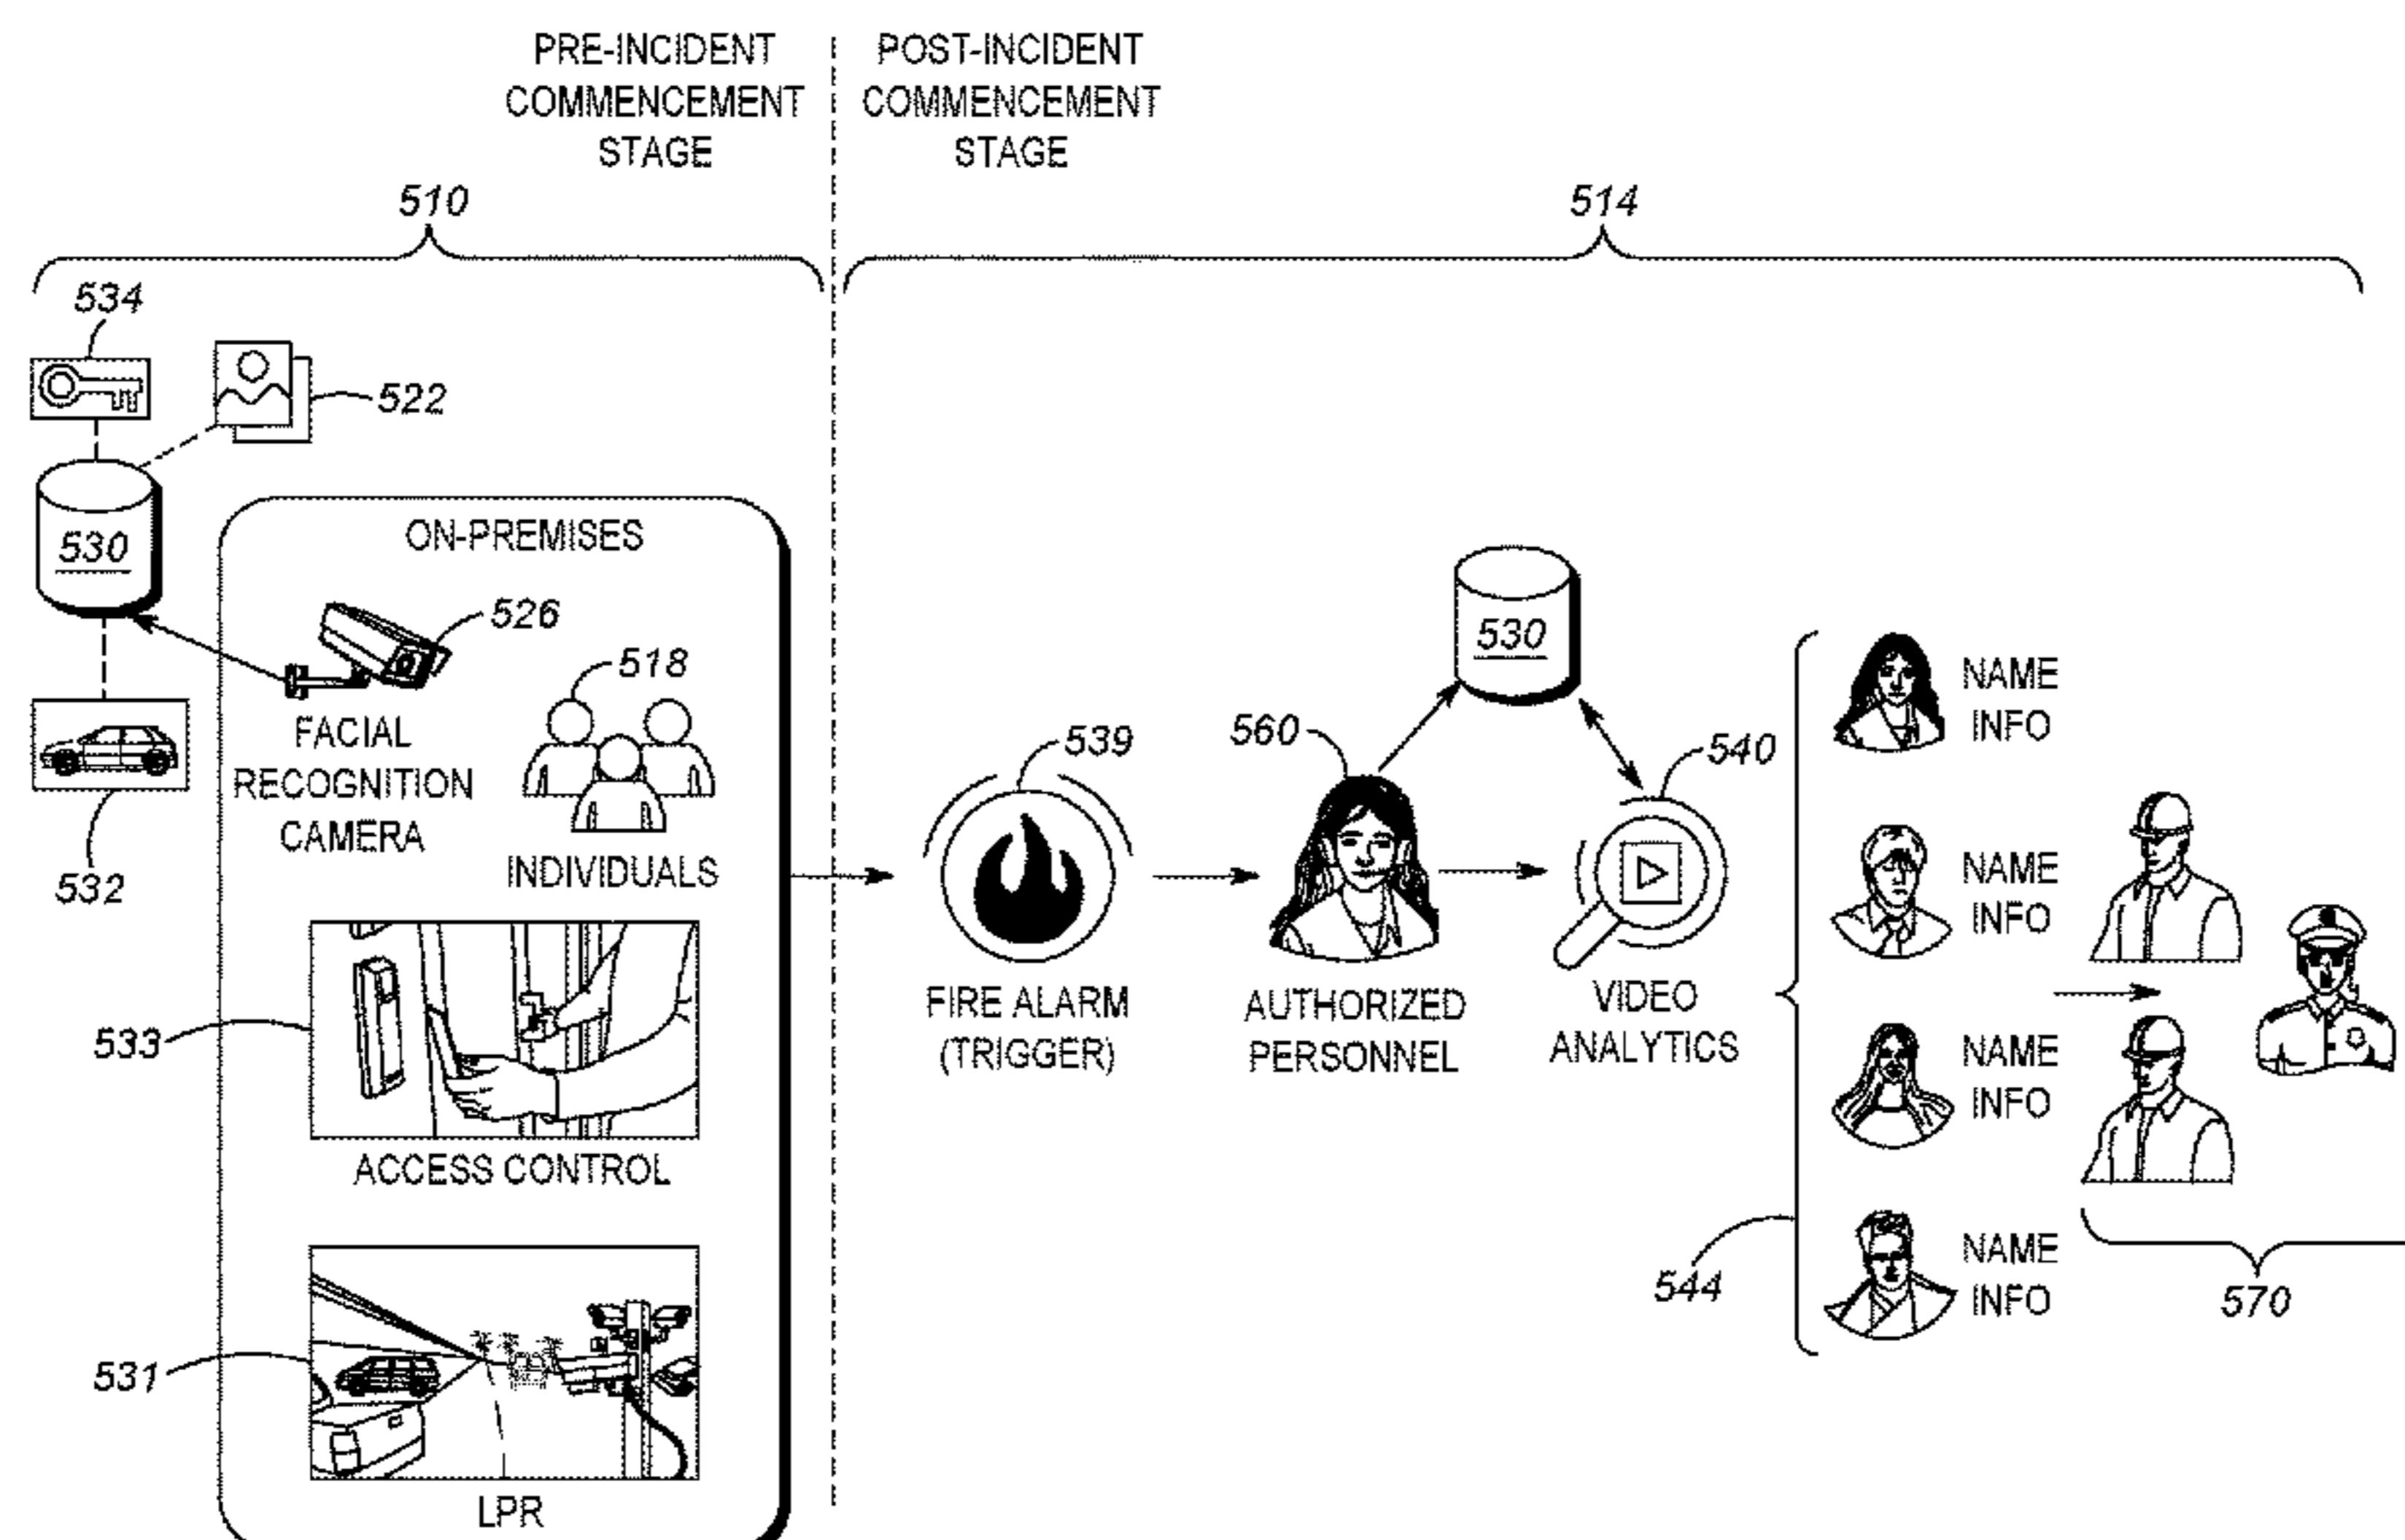 PRE-INCIDENT
COMMENCEMENT
STAGE
POST-INCIDENT
COMMENCEMENT
STAGE
510
514
534
522
530
ON-PREMISES
526
518
532
FACIAL
RECOGNITION
CAMERA
INDIVIDUALS
533
ACCESS CONTROL
531
LPR
539
FIRE ALARM
(TRIGGER)
560
AUTHORIZED
PERSONNEL
530
540
VIDEO
ANALYTICS
544
NAME
INFO
NAME
INFO
NAME
INFO
NAME
INFO
570